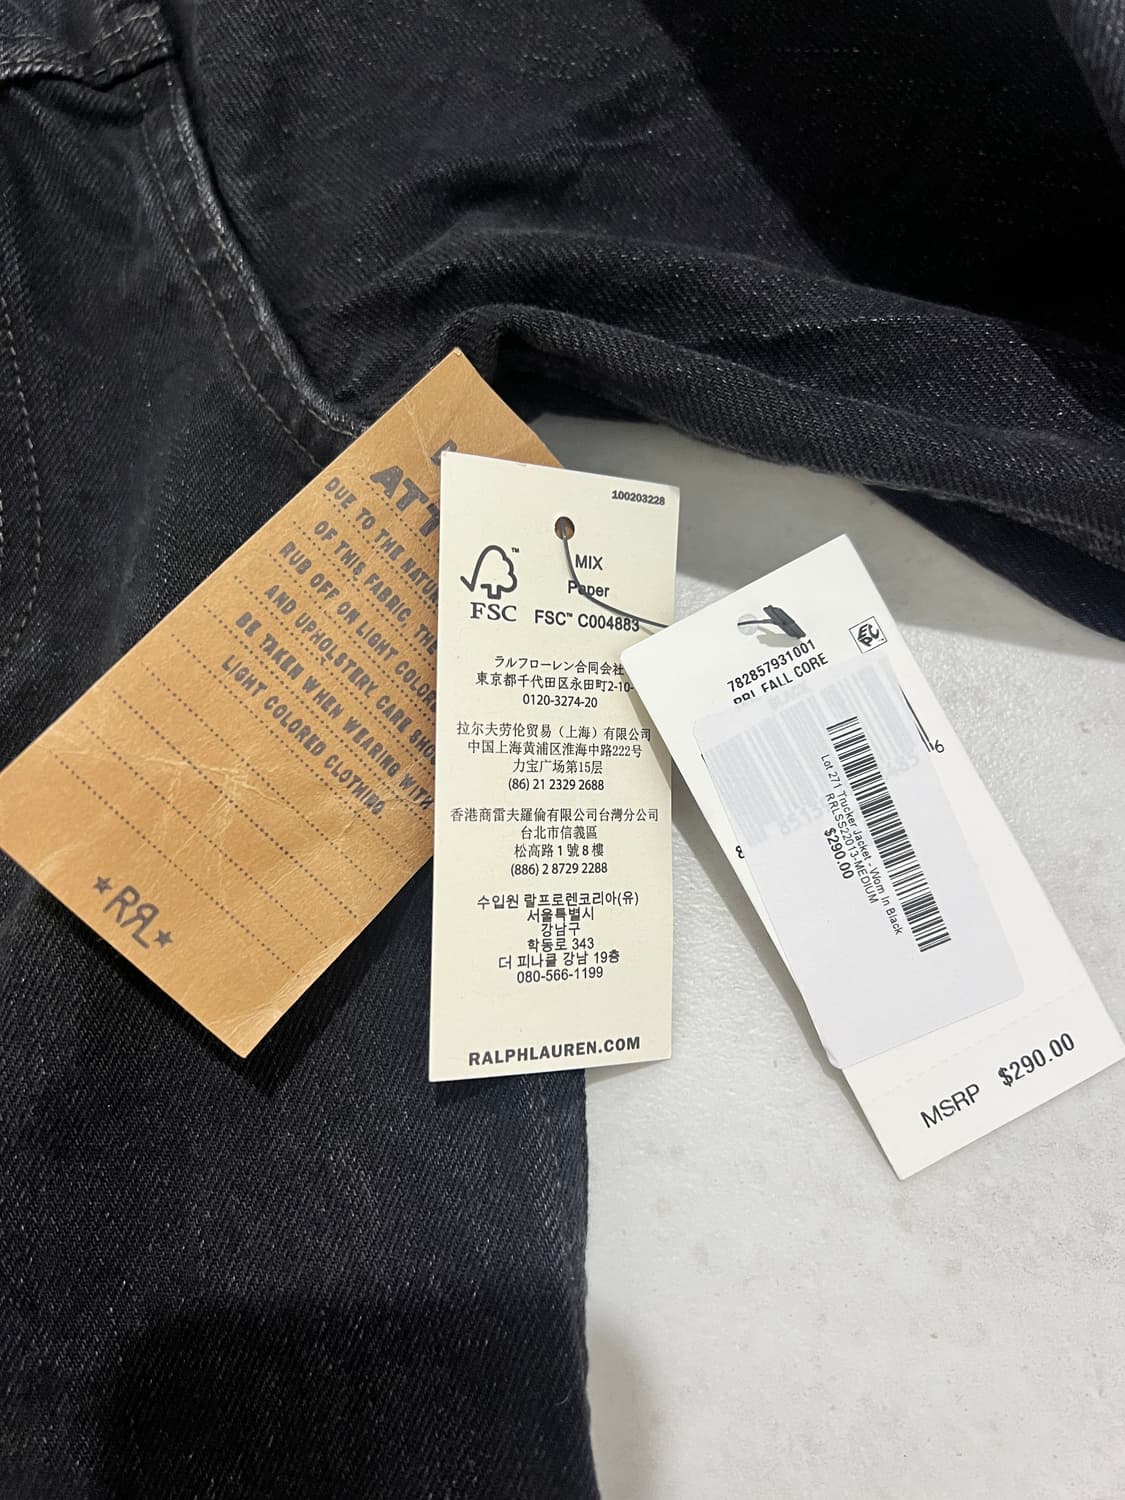 ATT
DUE TO THE
OF THIS FABRIC, THE
RUB OFF ON LIGHT
AND UPHOLSTERY. CARE
BE TAKEN WHEN WEARING WITH
LIGHT COLORED CLOTHING.
★RRL★
100203228
FSC™
MIX
Paper
FSC™ C004883
ラルフローレン合同会社
東京都千代田区永田町2-10-
0120-3274-20
拉尔夫劳伦贸易（上海）有限公司
中国上海黄浦区淮海中路222号
力宝广场第15层
(86) 21 2329 2688
香港商雷夫羅倫有限公司台灣分公司
台北市信義區
松高路 1 號 8 樓
(886) 2 8729 2288
수입원 랄프로렌코리아(유)
서울특별시
강남구
학동로 343
더 피나클 강남 19층
080-566-1199
RALPHLAUREN.COM
782857931001
RRL FALL CORE
EPC
6
8
Lot 271 Trucker Jacket - Worn In Black
RRLSS22013-MEDIUM
$290.00
MSRP $290.00